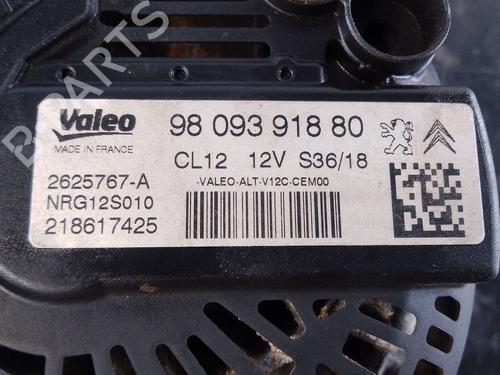 Valeo
MADE IN FRANCE
98 093 918 80
CL12 12V S36/18
2625767-A
NRG12S010
218617425
-VALEO-ALT-V12C-CEM00
B-PARTS